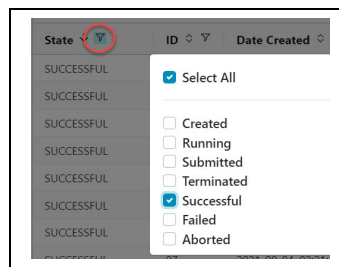 State ID Date Created
SUCCESSFUL
Select All
SUCCESSFUL
SUCCESSFUL
Created
Running
SUCCESSFUL
Submitted
SUCCESSFUL
Terminated
Successful
SUCCESSFUL
Failed
SUCCESSFUL
Aborted